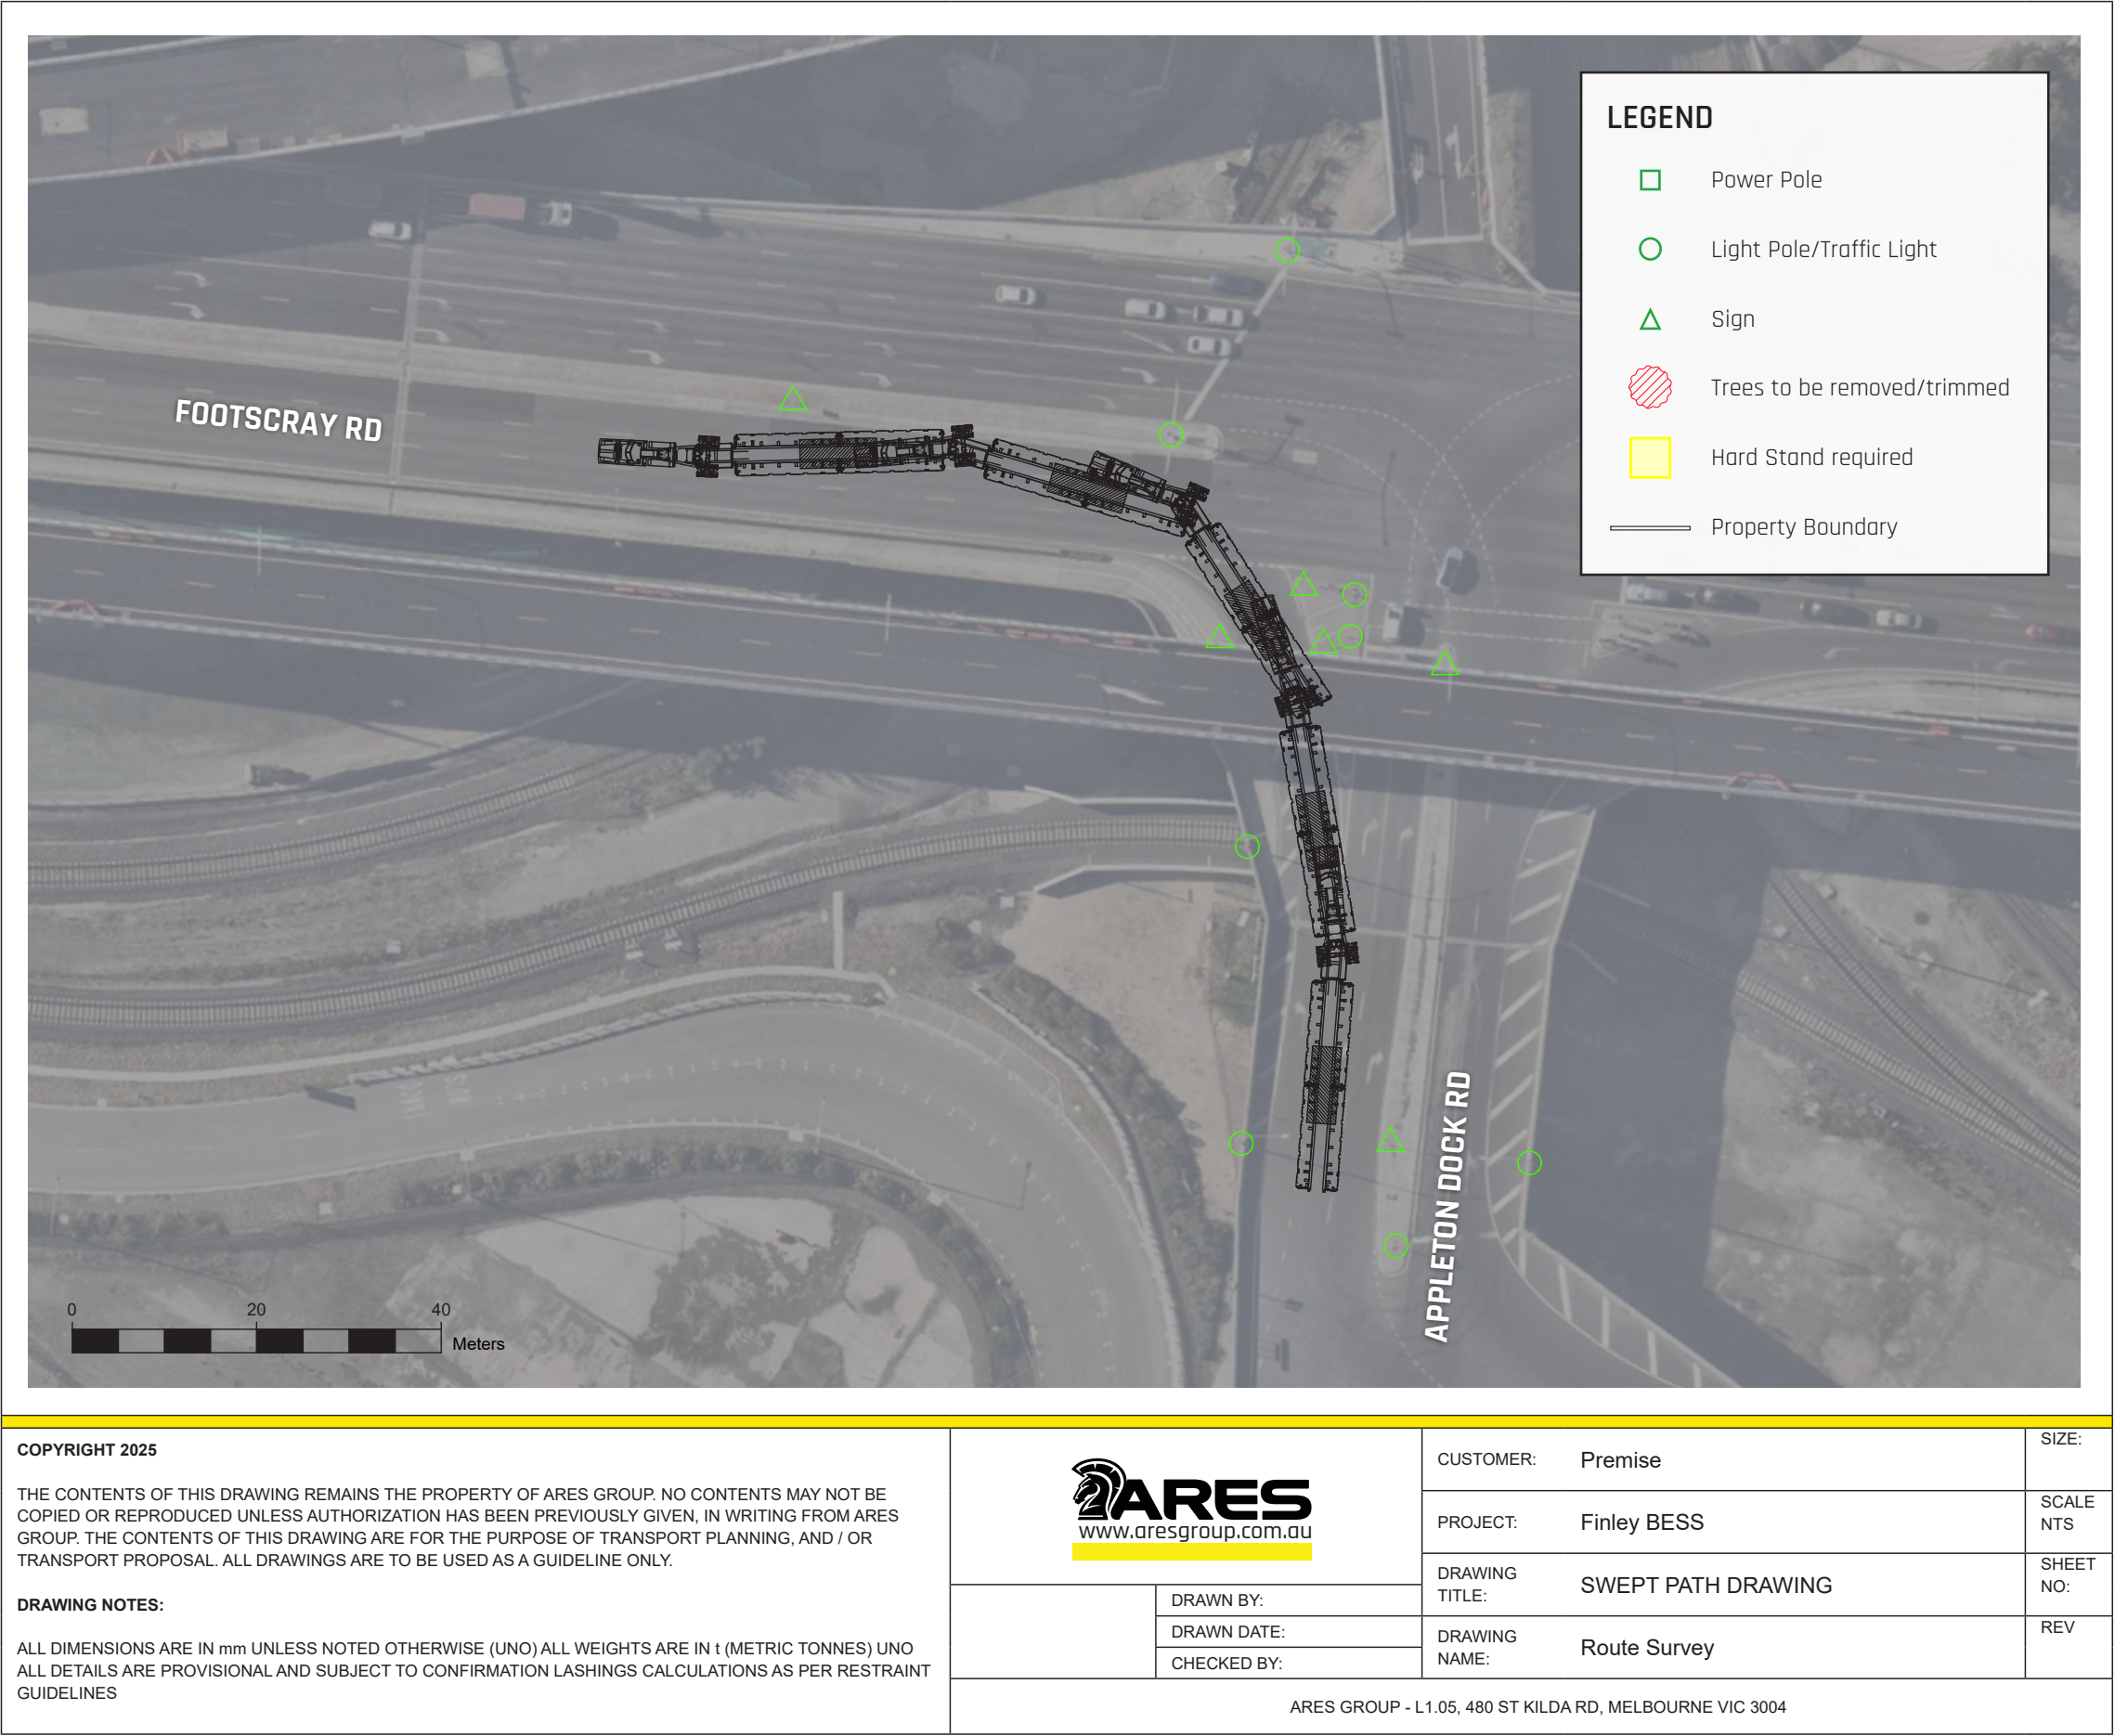 LEGEND
Power Pole
Light Pole/Traffic Light
Sign
Trees to be removed/trimmed
Hard Stand required
Property Boundary
FOOTSCRAY RD
APPLETON DOCK RD
0 20 40
Meters
COPYRIGHT 2025
THE CONTENTS OF THIS DRAWING REMAINS THE PROPERTY OF ARES GROUP. NO CONTENTS MAY NOT BE
COPIED OR REPRODUCED UNLESS AUTHORIZATION HAS BEEN PREVIOUSLY GIVEN, IN WRITING FROM ARES
GROUP. THE CONTENTS OF THIS DRAWING ARE FOR THE PURPOSE OF TRANSPORT PLANNING, AND / OR
TRANSPORT PROPOSAL. ALL DRAWINGS ARE TO BE USED AS A GUIDELINE ONLY.
DRAWING NOTES:
ALL DIMENSIONS ARE IN mm UNLESS NOTED OTHERWISE (UNO) ALL WEIGHTS ARE IN t (METRIC TONNES) UNO
ALL DETAILS ARE PROVISIONAL AND SUBJECT TO CONFIRMATION LASHINGS CALCULATIONS AS PER RESTRAINT
GUIDELINES
ARES
www.aresgroup.com.au
DRAWN BY:
DRAWN DATE:
CHECKED BY:
CUSTOMER: Premise
PROJECT: Finley BESS
DRAWING
TITLE: SWEPT PATH DRAWING
DRAWING
NAME: Route Survey
SIZE:
SCALE
NTS
SHEET
NO:
REV
ARES GROUP - L1.05, 480 ST KILDA RD, MELBOURNE VIC 3004